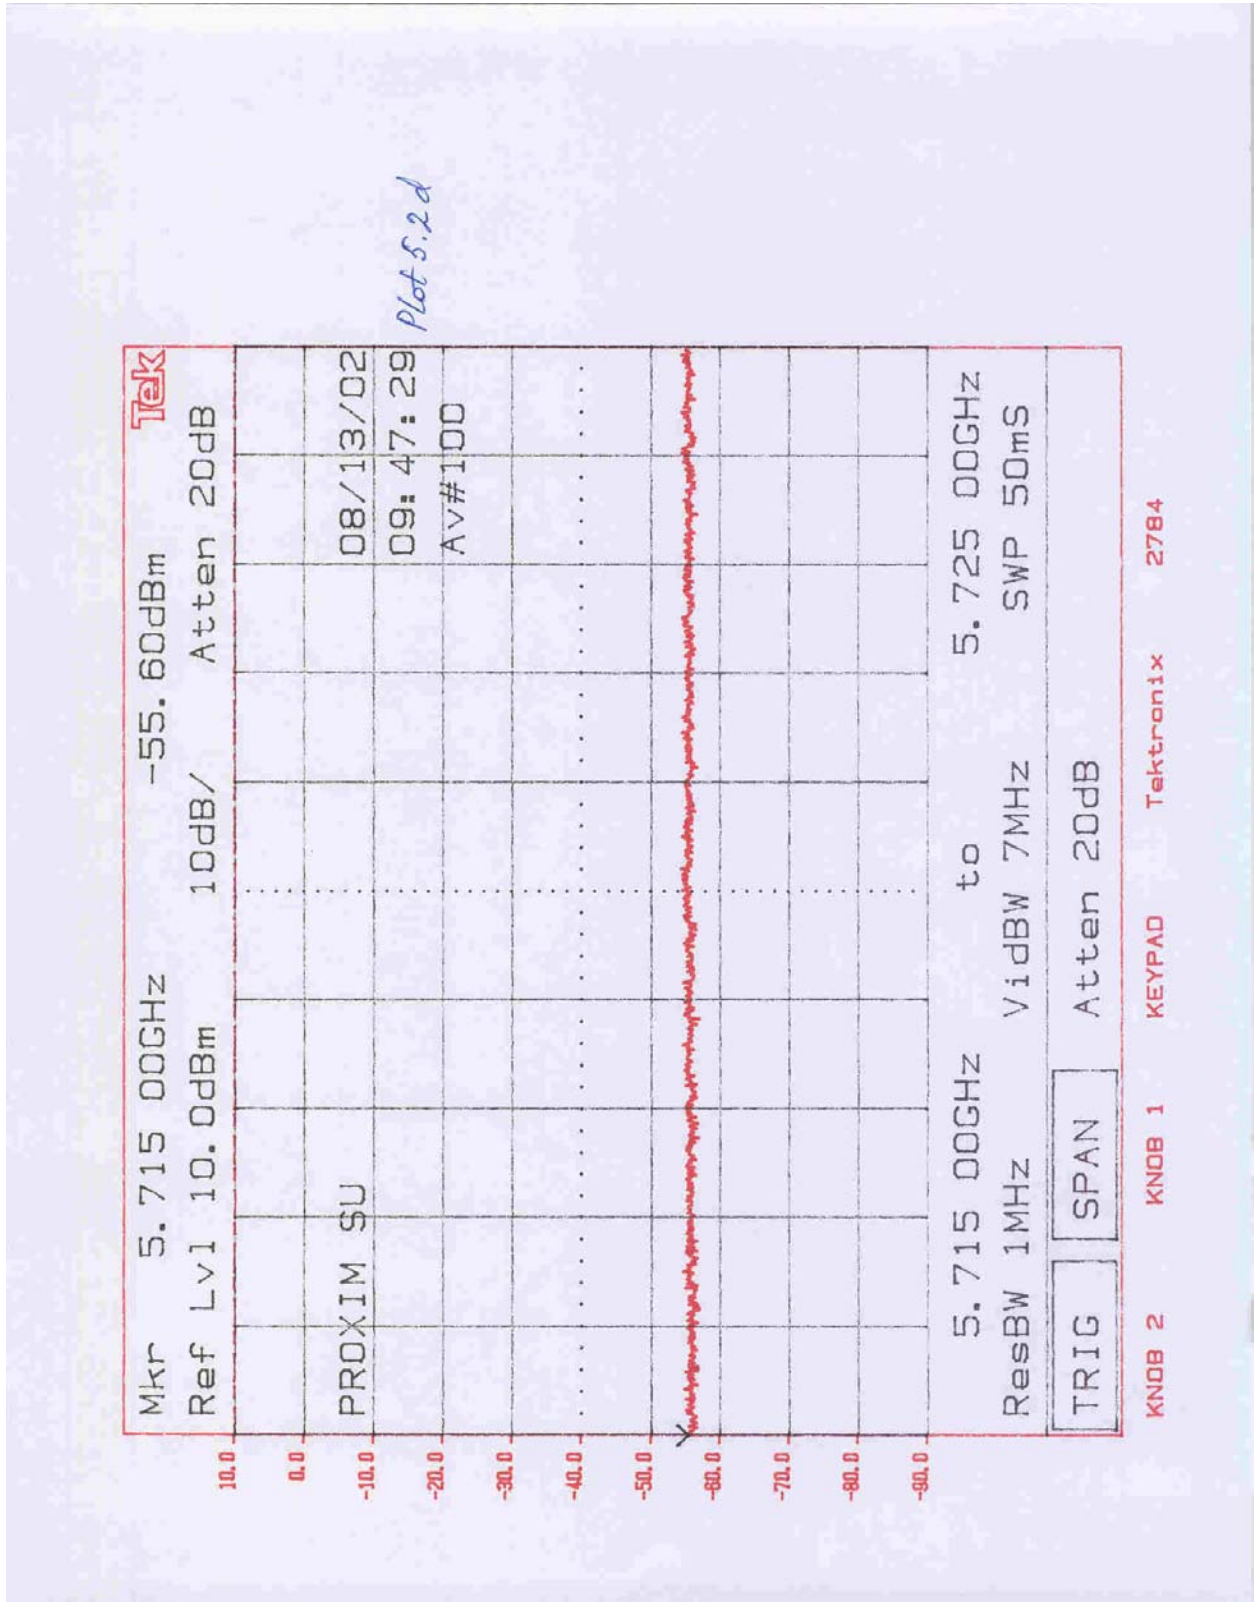 Tek
Mkr 5.715 00GHz -55.60dBm
Ref Lvl 10.0dBm 10dB/ Atten 20dB
10.0
0.0
PROXIM SU 08/13/02
-10.0
09:47:29 Plot 5.2d
-20.0
Av#100
-30.0
-40.0
-50.0
-60.0
-70.0
-80.0
-90.0
5.715 00GHz to 5.725 00GHz
ResBW 1MHz VidBW 7MHz SWP 50mS
TRIG SPAN Atten 20dB
KNOB 2 KNOB 1 KEYPAD Tektronix 2784